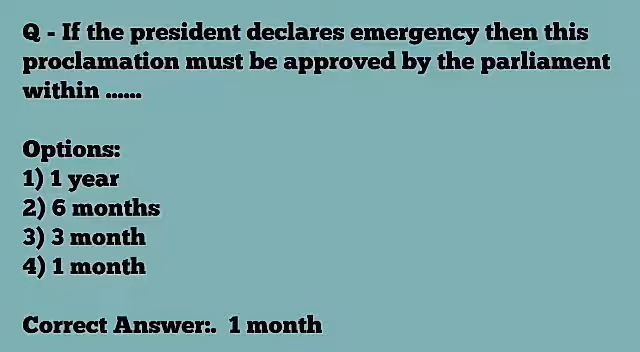 Q - If the president declares emergency then this
proclamation must be approved by the parliament
within ......
Options:
1) 1 year
2) 6 months
3) 3 month
4) 1 month
Correct Answer:. 1 month